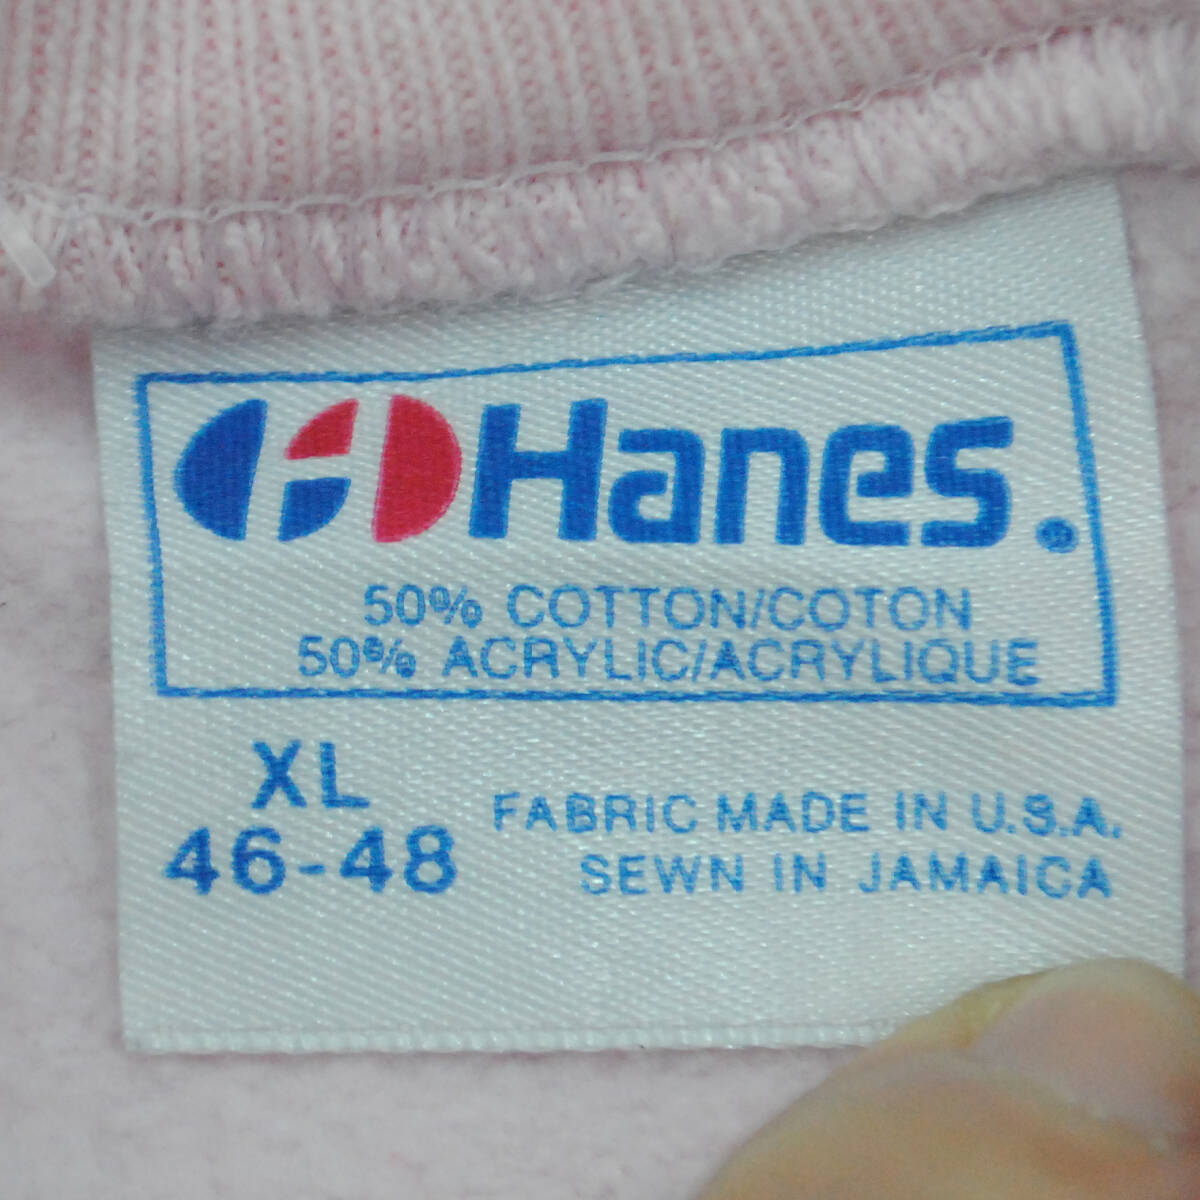 Hanes®
50% COTTON/COTON
50% ACRYLIC/ACRYLIQUE
XL
46-48
FABRIC MADE IN U.S.A.
SEWN IN JAMAICA